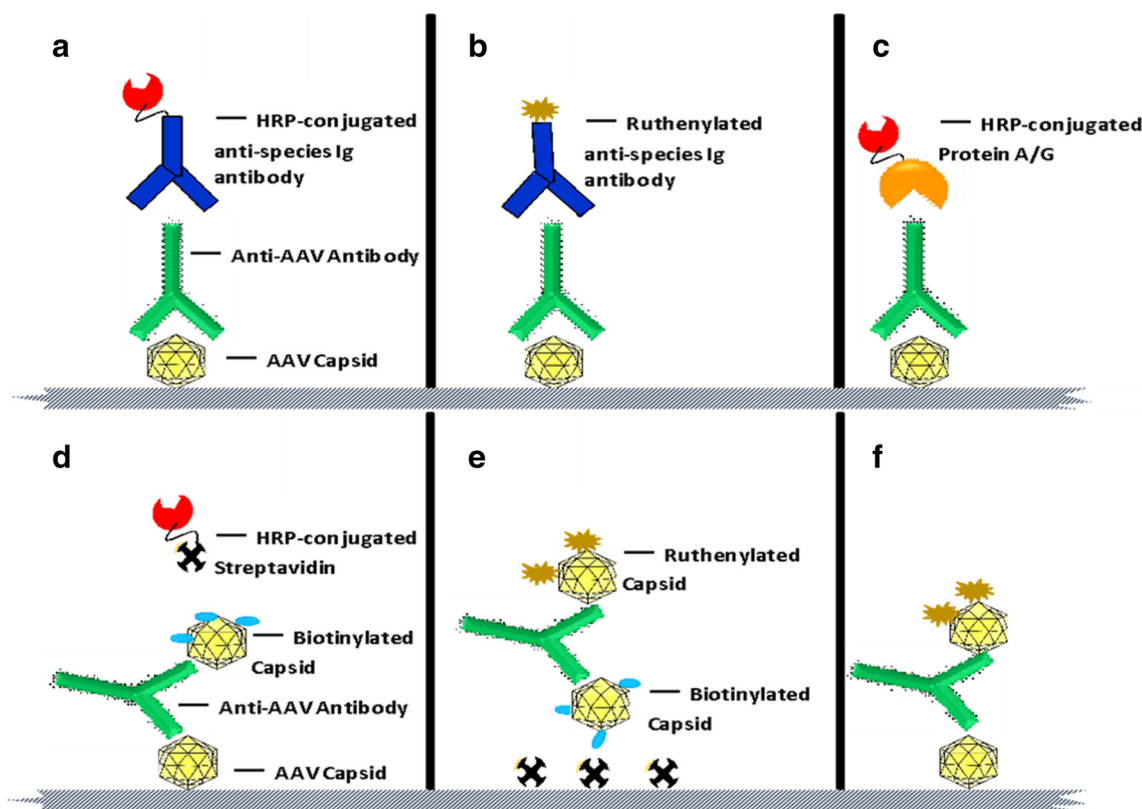 a
HRP-conjugated
anti-species Ig
antibody
Anti-AAV Antibody
AAV Capsid
b
Ruthenylated
anti-species Ig
antibody
c
HRP-conjugated
Protein A/G
d
HRP-conjugated
Streptavidin
Biotinylated
Capsid
Anti-AAV Antibody
AAV Capsid
e
Ruthenylated
Capsid
Biotinylated
Capsid
f